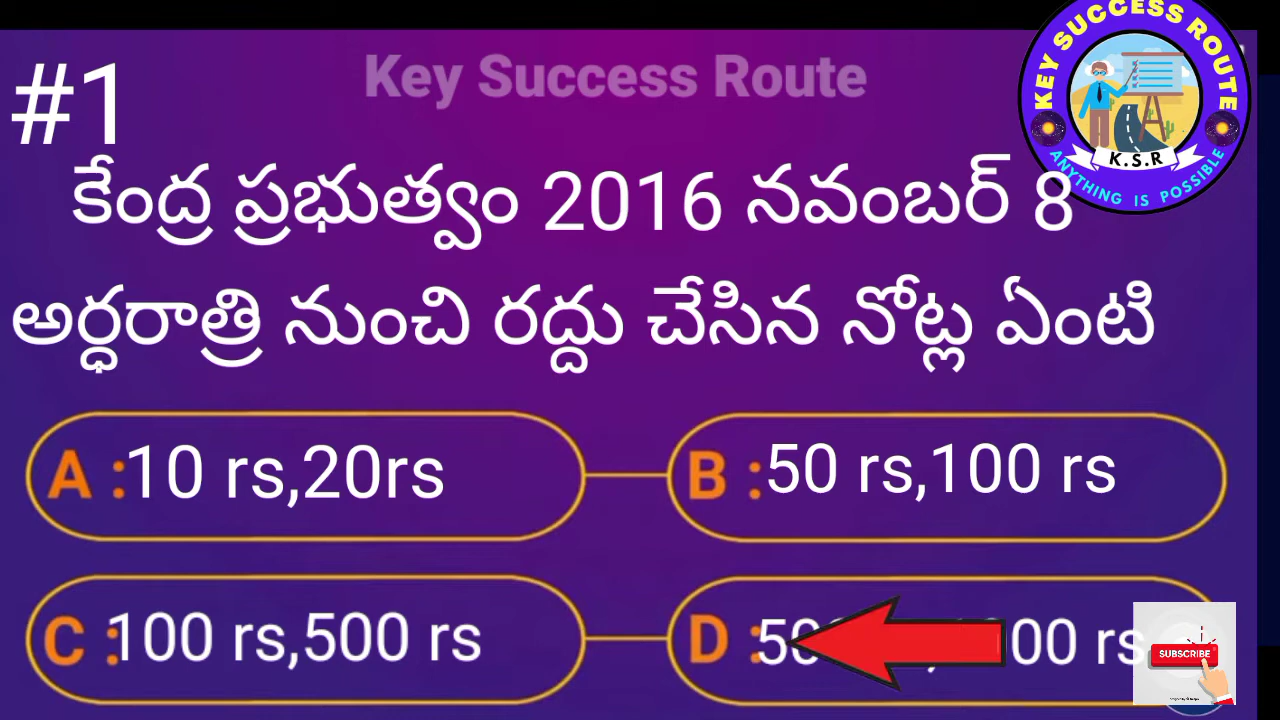 KEY SUCCESS ROUTE
Key Success Route
#1
K.S.R
ANYTHING IS POSSIBLE
కేంద్ర ప్రభుత్వం 2016 నవంబర్ 8
అర్ధరాత్రి నుంచి రద్దు చేసిన నోట్ల ఏంటి
A :10 rs,20rs
B :50 rs,100 rs
C :100 rs,500 rs
D : rs
SUBSCRIBE